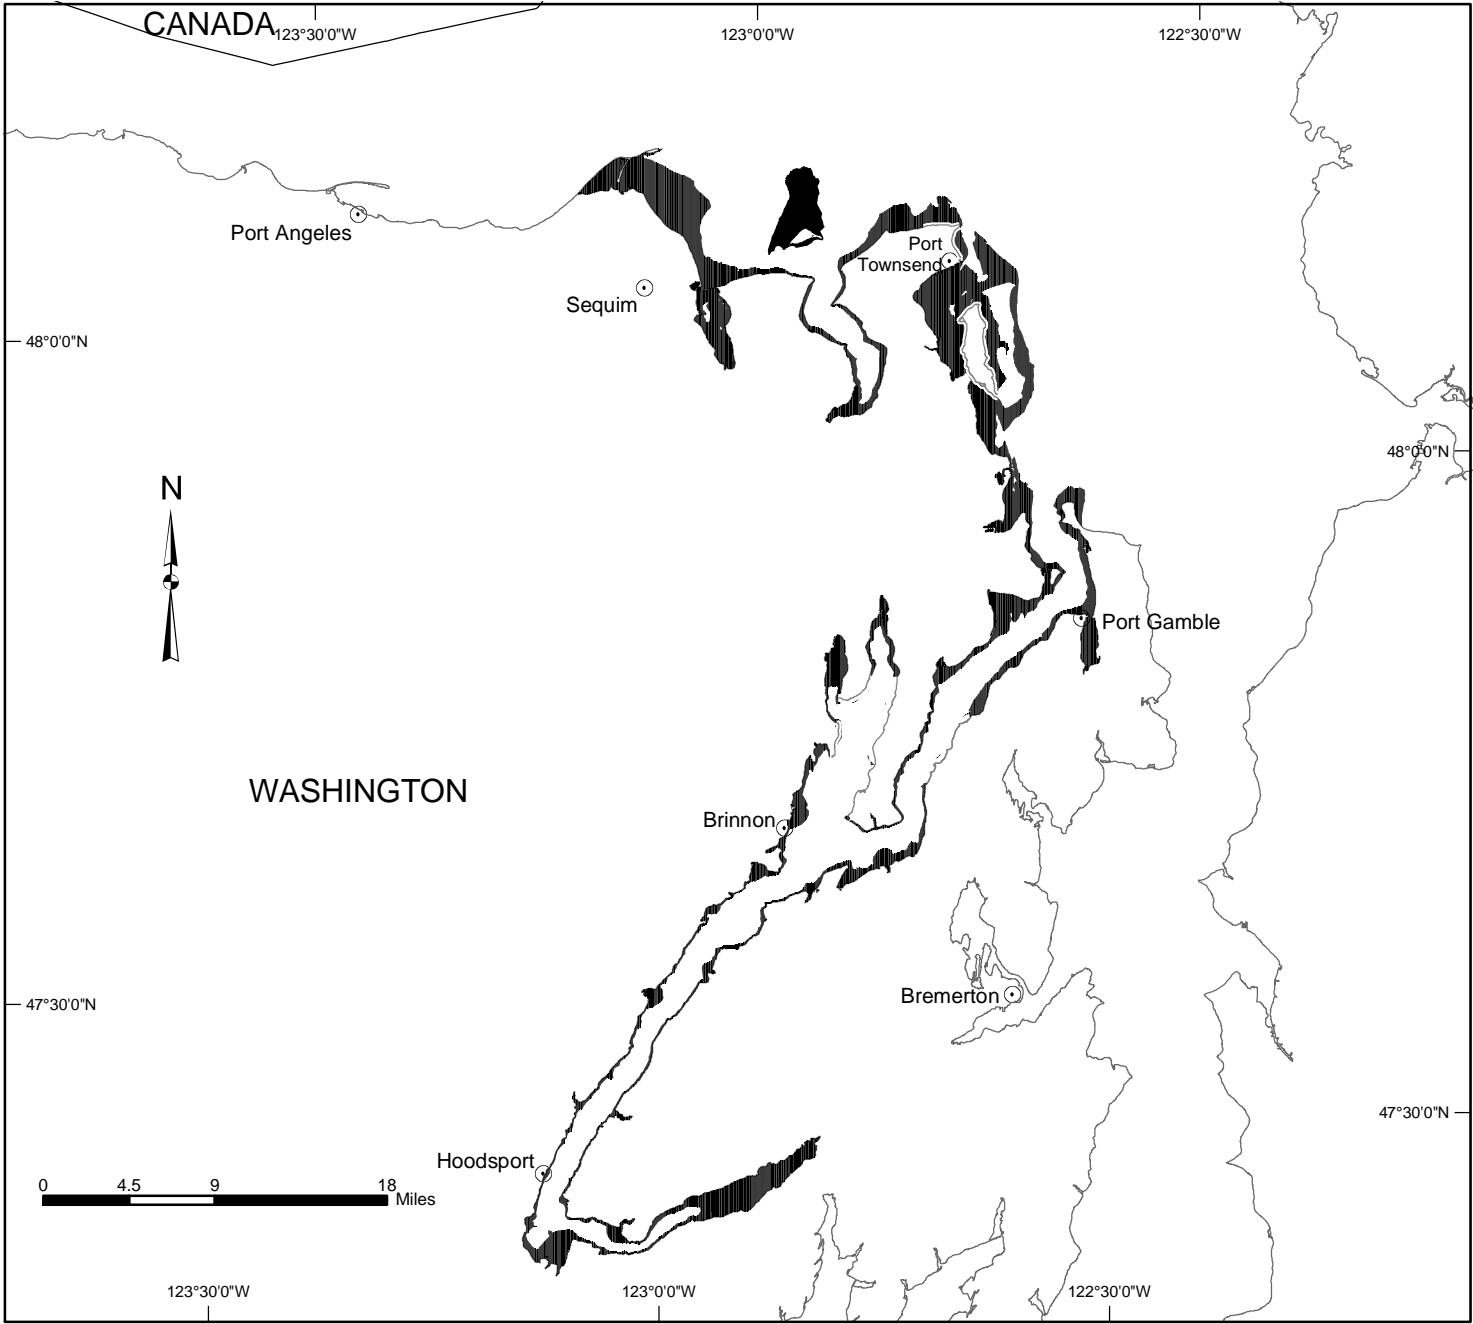 CANADA
123°30'0"W
123°0'0"W
122°30'0"W
Port Angeles
Port
Townsend
Sequim
48°0'0"N
48°0'0"N
N
Port Gamble
WASHINGTON
Brinnon
Bremerton
47°30'0"N
47°30'0"N
Hoodsport
0 4.5 9 18
Miles
123°30'0"W
123°0'0"W
122°30'0"W